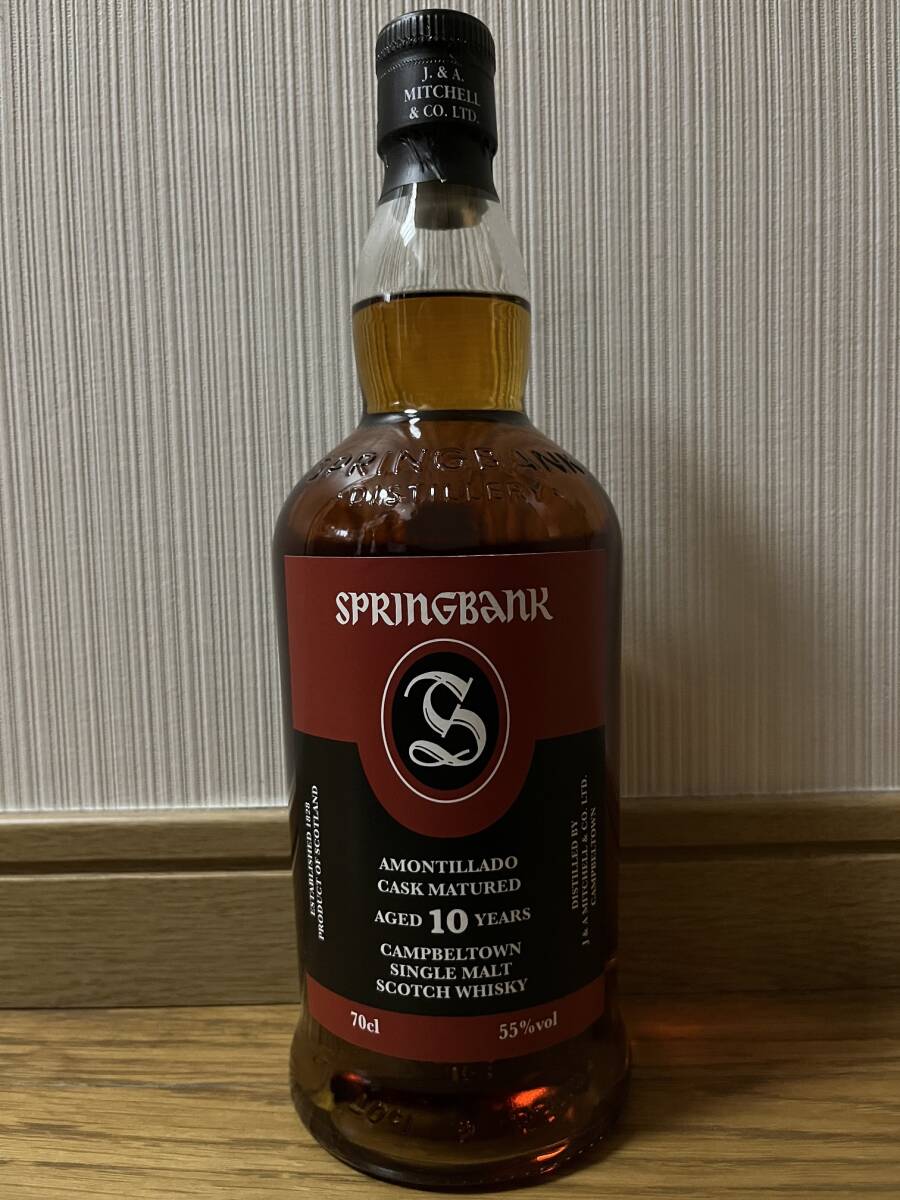 J. & A.
MITCHELL
& CO. LTD.
SPRINGBANK
·DISTILLERY·
SPRINGBANK
S
AMONTILLADO
CASK MATURED
AGED 10 YEARS
CAMPBELTOWN
SINGLE MALT
SCOTCH WHISKY
70cl
55%vol
ESTABLISHED 1828
PRODUCT OF SCOTLAND
DISTILLED BY
J & A MITCHELL & CO. LTD.
CAMPBELTOWN